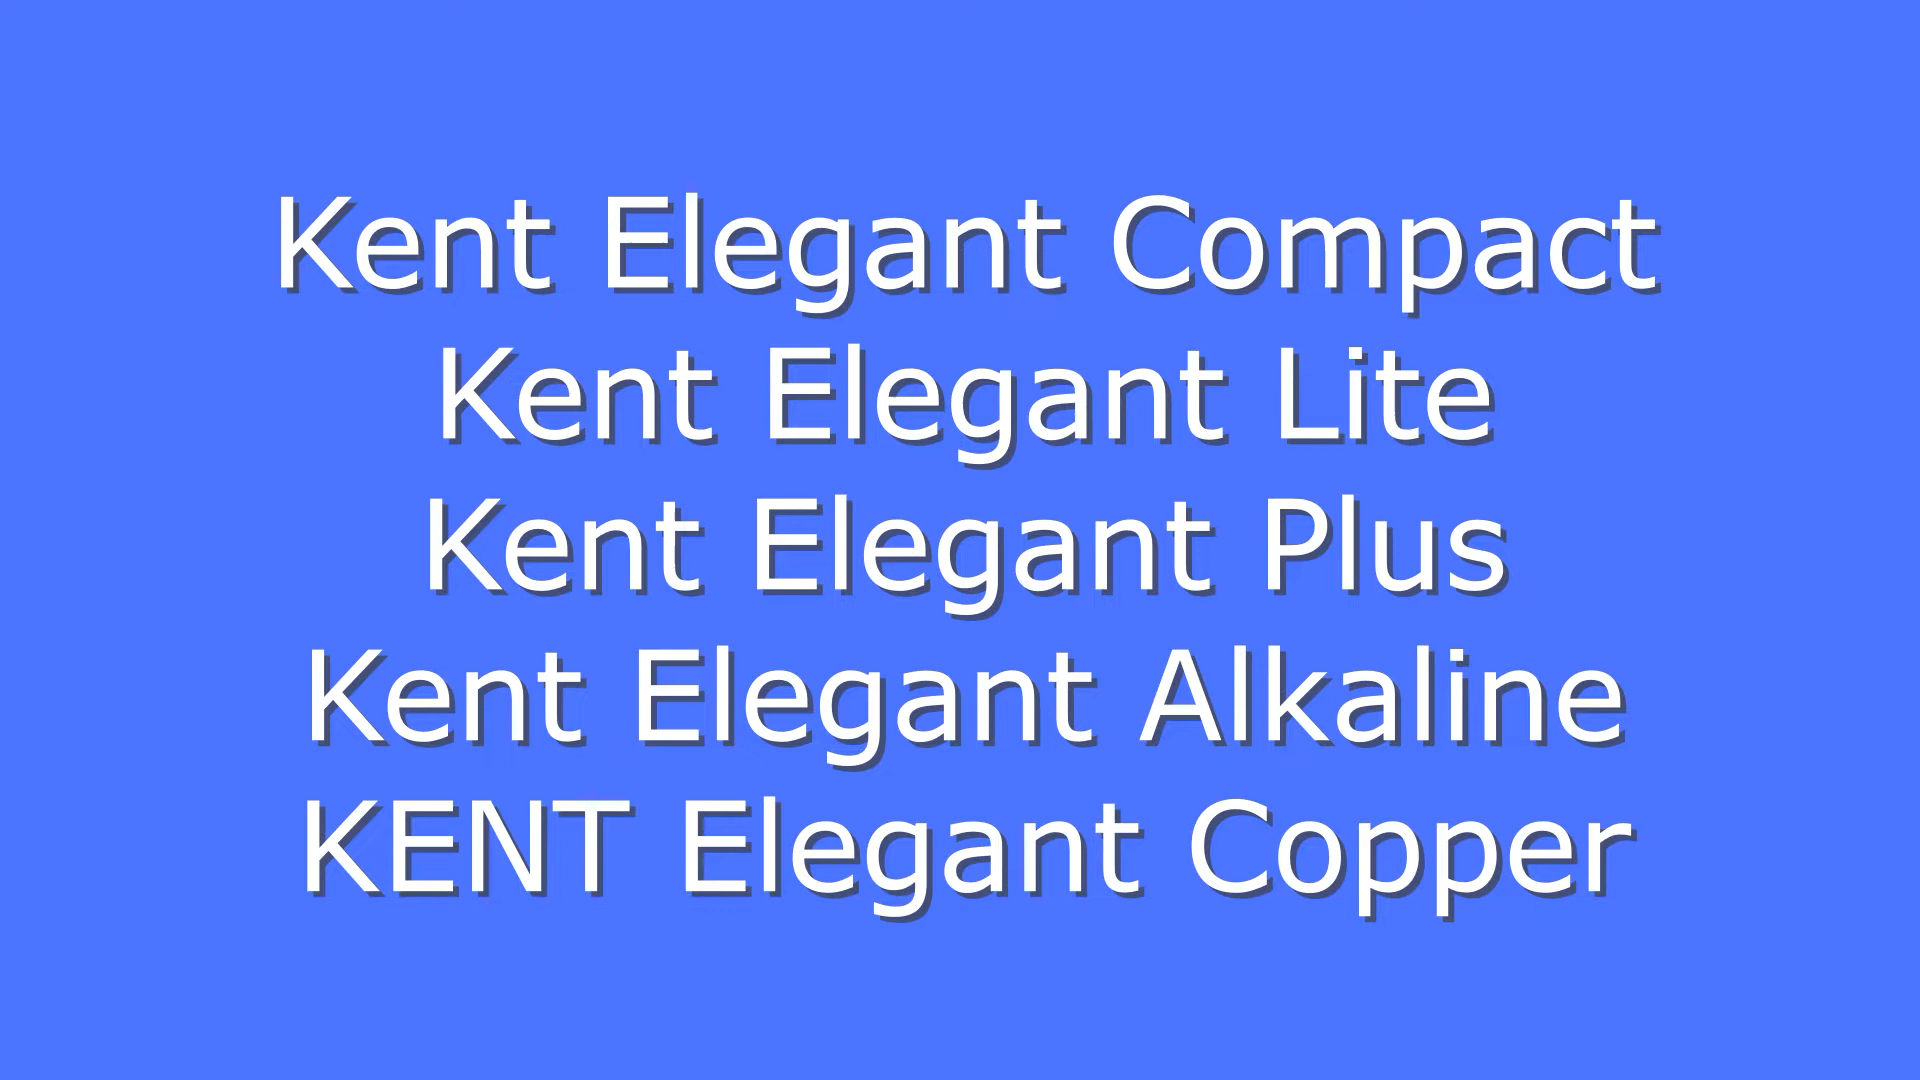 Kent Elegant Compact
Kent Elegant Lite
Kent Elegant Plus
Kent Elegant Alkaline
KENT Elegant Copper